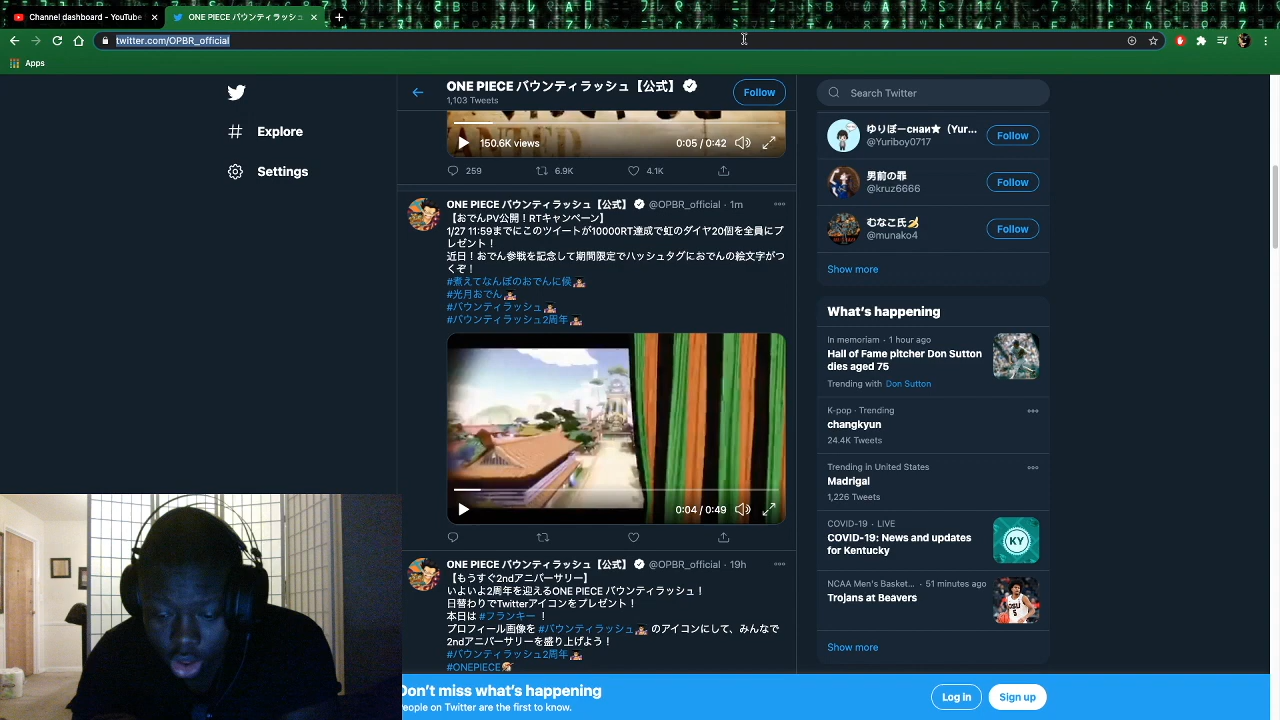 Channel dashboard - YouTube
ONE PIECE バウンティラッシュ
twitter.com/OPBR_official
Apps
Explore
Settings
ONE PIECE バウンティラッシュ【公式】
1,103 Tweets
Follow
150.6K views
0:05 / 0:42
259
6.9K
4.1K
ONE PIECE バウンティラッシュ【公式】 @OPBR_official · 1m
【おでんPV公開！RTキャンペーン】
1/27 11:59までにこのツイートが10000RT達成で虹のダイヤ20個を全員にプ
レゼント！
近日！おでん参戦を記念して期間限定でハッシュタグにおでんの絵文字がつ
くぞ！
#煮えてなんぼのおでんに候
#光月おでん
#バウンティラッシュ
#バウンティラッシュ2周年
0:04 / 0:49
ONE PIECE バウンティラッシュ【公式】 @OPBR_official · 19h
【もうすぐ2ndアニバーサリー】
いよいよ2周年を迎えるONE PIECE バウンティラッシュ！
日替わりでTwitterアイコンをプレゼント！
本日は #フランキー ！
プロフィール画像を #バウンティラッシュ のアイコンにして、みんなで
2ndアニバーサリーを盛り上げよう！
#バウンティラッシュ2周年
#ONEPIECE
Search Twitter
ゆりぼーснаи★（Yur...
@Yuriboy0717
Follow
男前の罪
@kruz6666
Follow
むなこ氏
@munako4
Follow
Show more
What's happening
In memoriam · 1 hour ago
Hall of Fame pitcher Don Sutton
dies aged 75
Trending with Don Sutton
K-pop · Trending
changkyun
24.4K Tweets
Trending in United States
Madrigal
1,226 Tweets
COVID-19 · LIVE
COVID-19: News and updates
for Kentucky
KY
NCAA Men's Basket... · 51 minutes ago
Trojans at Beavers
Show more
Don't miss what's happening
People on Twitter are the first to know.
Log in
Sign up